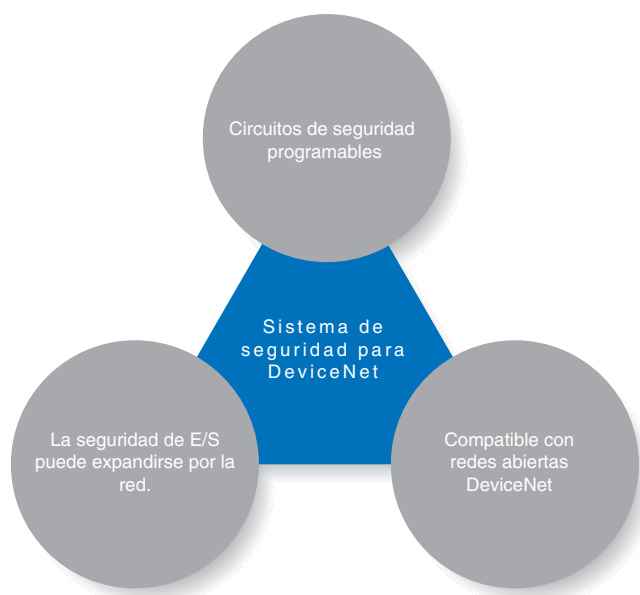 Circuitos de seguridad
programables
Sistema de
seguridad para
DeviceNet
La seguridad de E/S
puede expandirse por la
red.
Compatible con
redes abiertas
DeviceNet